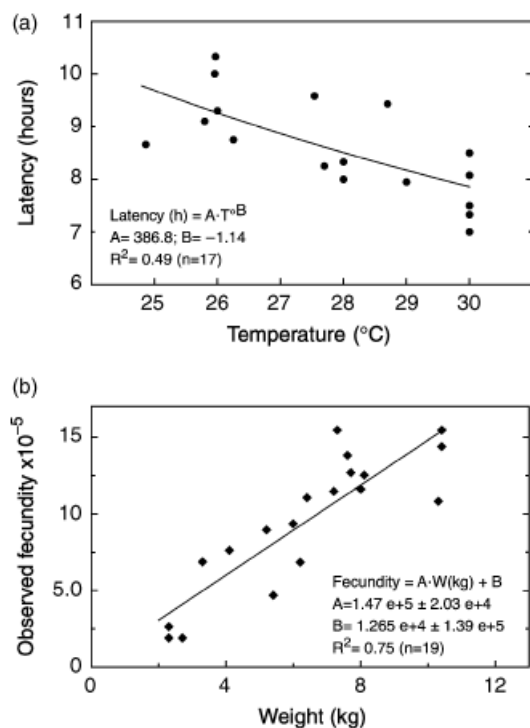 (a)
11
10
9
8
7
6
Latency (hours)
Latency (h) = A·T°B
A= 386.8; B= −1.14
R2= 0.49 (n=17)
25 26 27 28 29 30
Temperature (°C)
(b)
15
10
5.0
0
Observed fecundity x10−5
Fecundity = A·W(kg) + B
A=1.47 e+5 ± 2.03 e+4
B= 1.265 e+4 ± 1.39 e+5
R2= 0.75 (n=19)
0 4 8 12
Weight (kg)